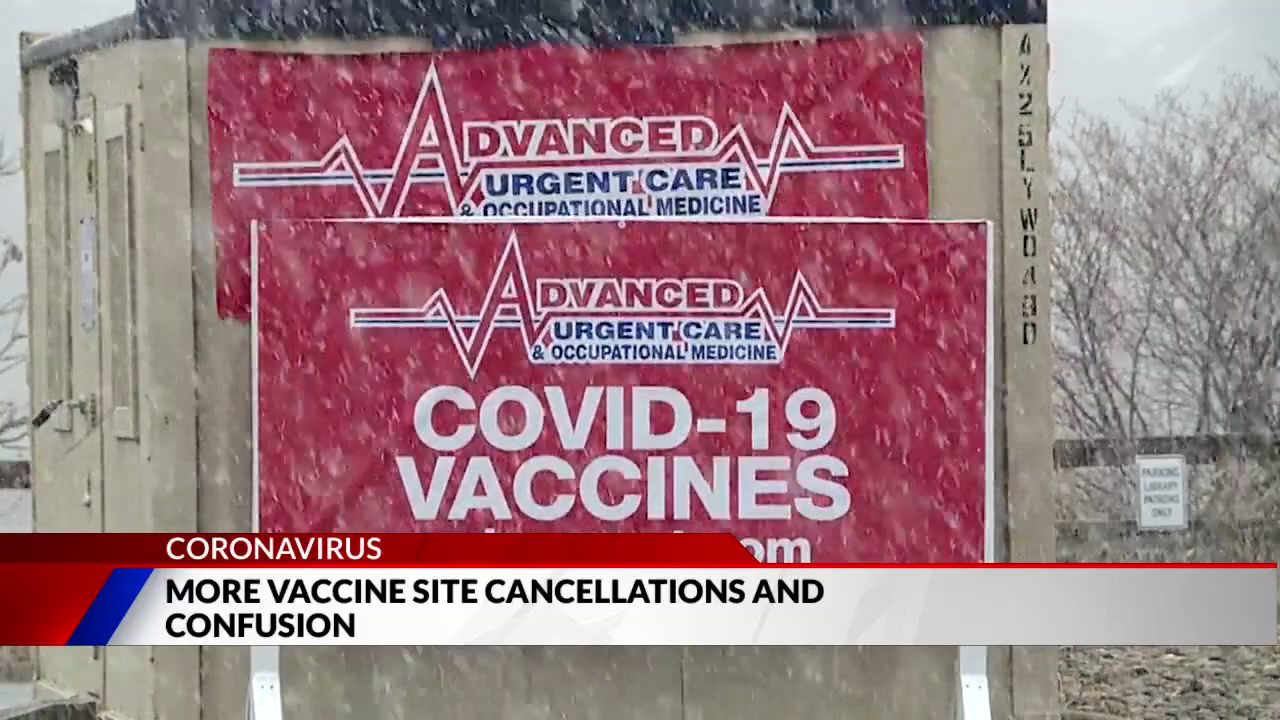 ADVANCED
URGENT CARE
& OCCUPATIONAL MEDICINE
ADVANCED
URGENT CARE
& OCCUPATIONAL MEDICINE
COVID-19
VACCINES
PARKING
LIBRARY
PATRONS
ONLY
CORONAVIRUS
MORE VACCINE SITE CANCELLATIONS AND
CONFUSION